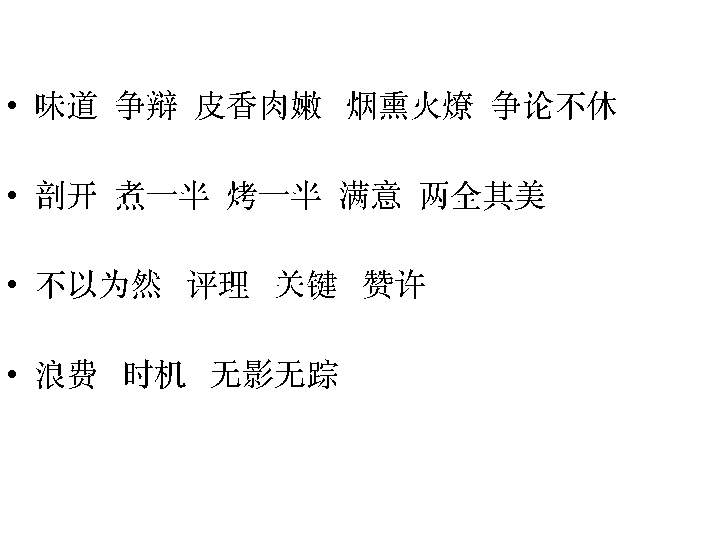 • 味道 争辩 皮香肉嫩 烟熏火燎 争论不休
• 剖开 煮一半 烤一半 满意 两全其美
• 不以为然 评理 关键 赞许
• 浪费 时机 无影无踪